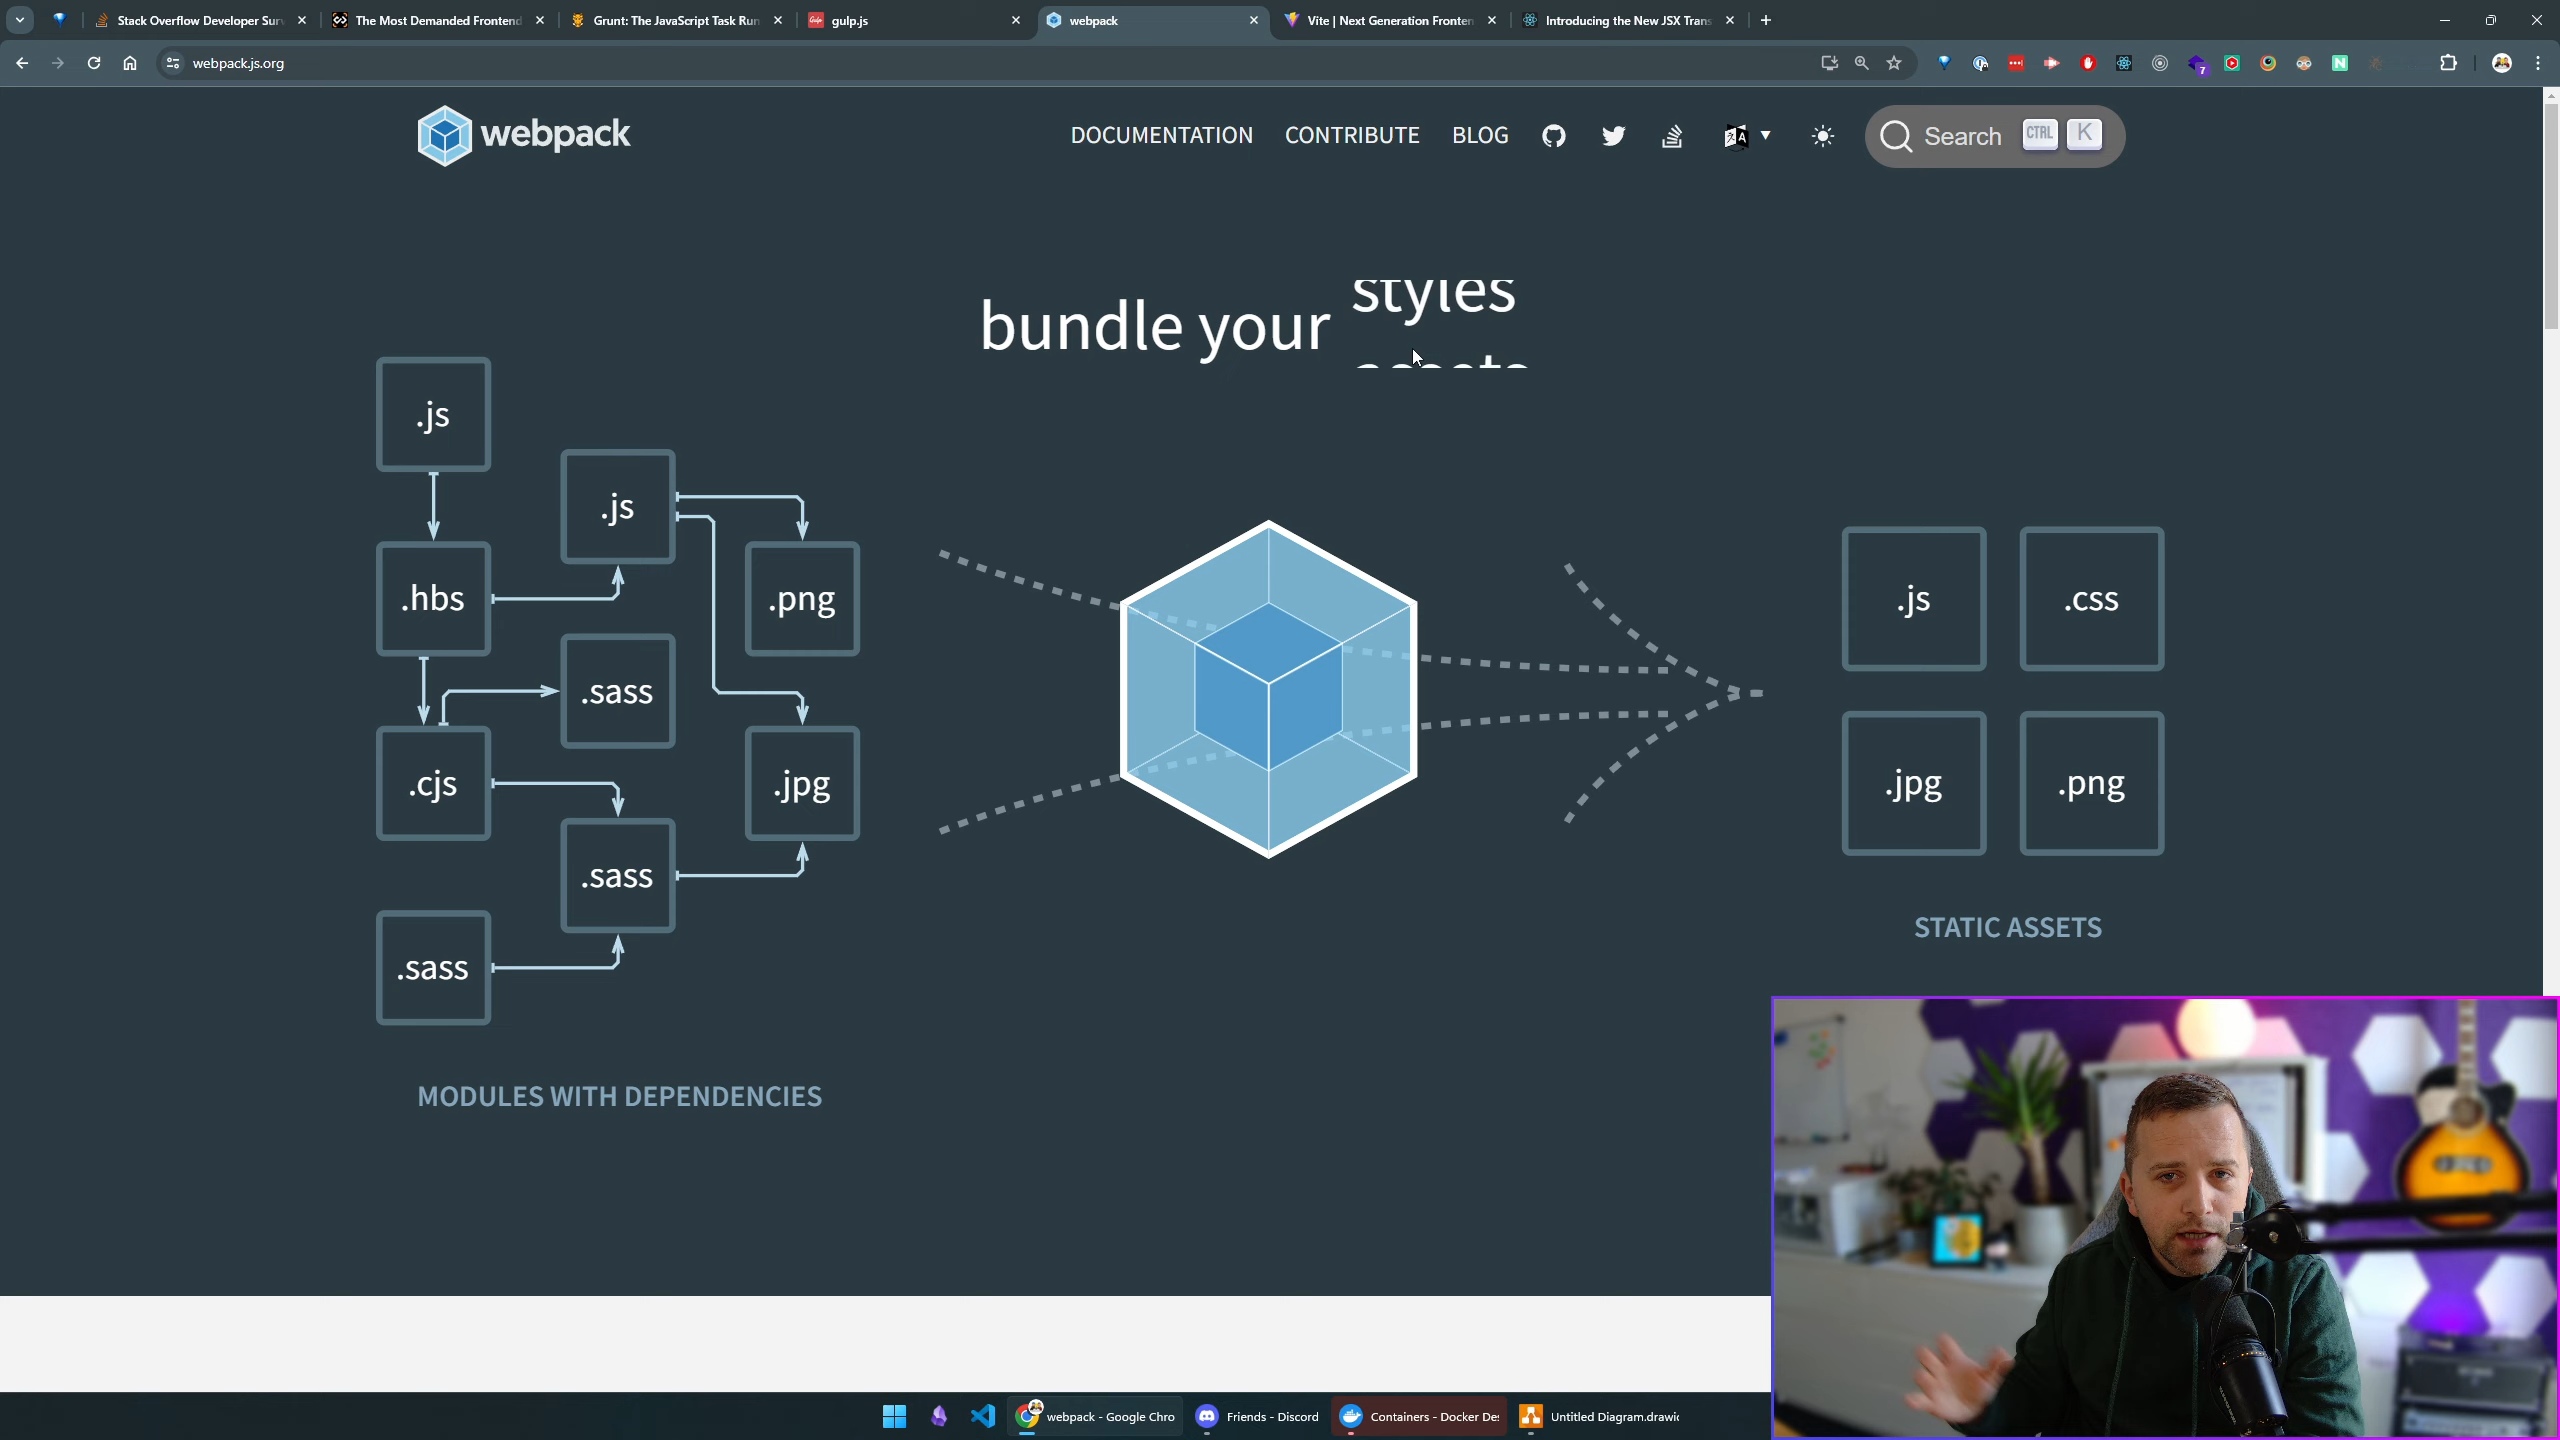 Stack Overflow Developer Surv
The Most Demanded Frontend
Grunt: The JavaScript Task Run
gulp.js
webpack
Vite | Next Generation Fronten
Introducing the New JSX Trans
webpack.js.org
7
webpack
DOCUMENTATION
CONTRIBUTE
BLOG
Search
CTRL
K
bundle your
styles
assets
.js
.js
.hbs
.png
.sass
.cjs
.jpg
.sass
.sass
MODULES WITH DEPENDENCIES
.js
.css
.jpg
.png
STATIC ASSETS
webpack - Google Chro
Friends - Discord
Containers - Docker De
Untitled Diagram.drawi